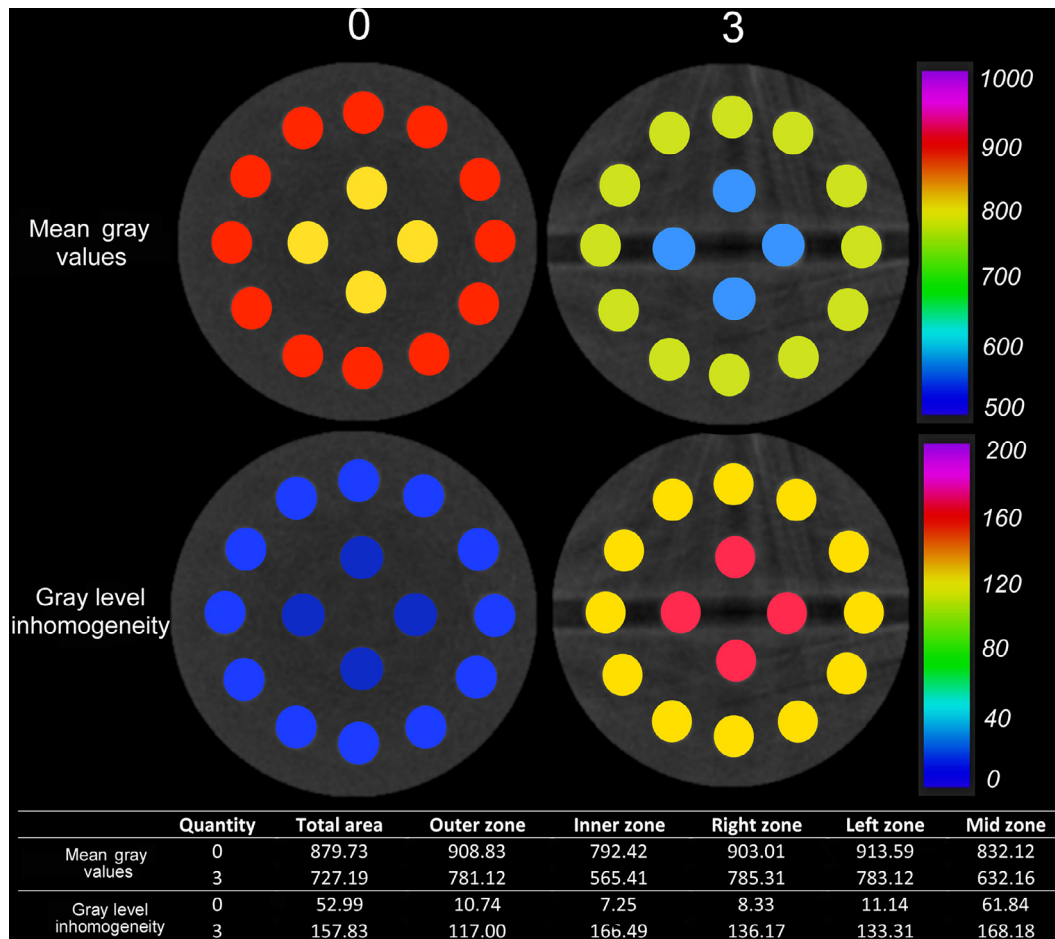 0 3
Mean gray
values
1000
900
800
700
600
500
Gray level
inhomogeneity
200
160
120
80
40
0
Quantity Total area Outer zone Inner zone Right zone Left zone Mid zone
Mean gray
values
0 879.73 908.83 792.42 903.01 913.59 832.12
3 727.19 781.12 565.41 785.31 783.12 632.16
Gray level
inhomogeneity
0 52.99 10.74 7.25 8.33 11.14 61.84
3 157.83 117.00 166.49 136.17 133.31 168.18